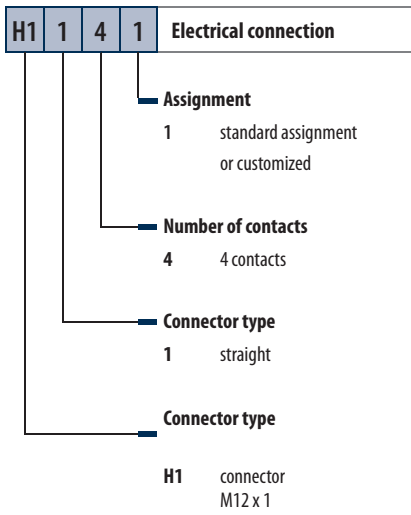 H1 1 4 1 Electrical connection
Assignment
1 standard assignment
or customized
Number of contacts
4 4 contacts
Connector type
1 straight
Connector type
H1 connector
M12 x 1